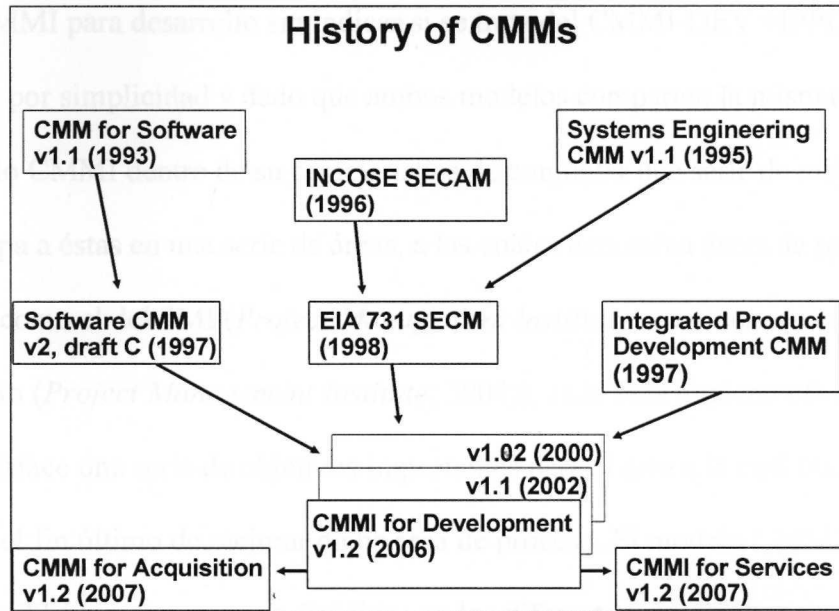 History of CMMs
CMM for Software
v1.1 (1993)
Systems Engineering
CMM v1.1 (1995)
INCOSE SECAM
(1996)
Software CMM
v2, draft C (1997)
EIA 731 SECM
(1998)
Integrated Product
Development CMM
(1997)
v1.02 (2000)
v1.1 (2002)
CMMI for Development
v1.2 (2006)
CMMI for Acquisition
v1.2 (2007)
CMMI for Services
v1.2 (2007)